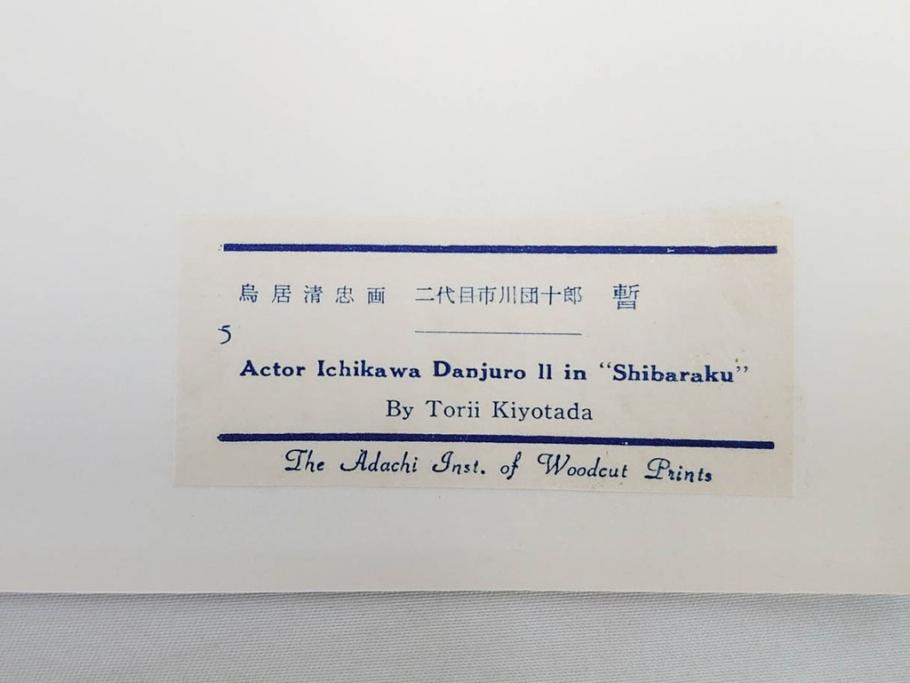 鳥居清忠画 二代目市川団十郎 暫
5
Actor Ichikawa Danjuro II in “Shibaraku”
By Torii Kiyotada
The Adachi Inst. of Woodcut Prints